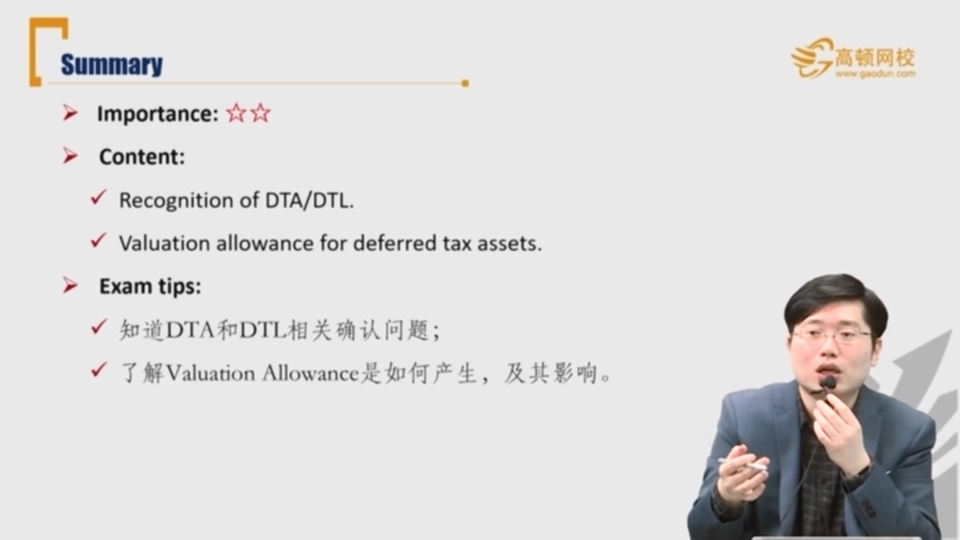 Summary
高顿网校
www.gaodun.com
Importance: ☆☆
Content:
Recognition of DTA/DTL.
Valuation allowance for deferred tax assets.
Exam tips:
知道DTA和DTL相关确认问题；
了解Valuation Allowance是如何产生，及其影响。